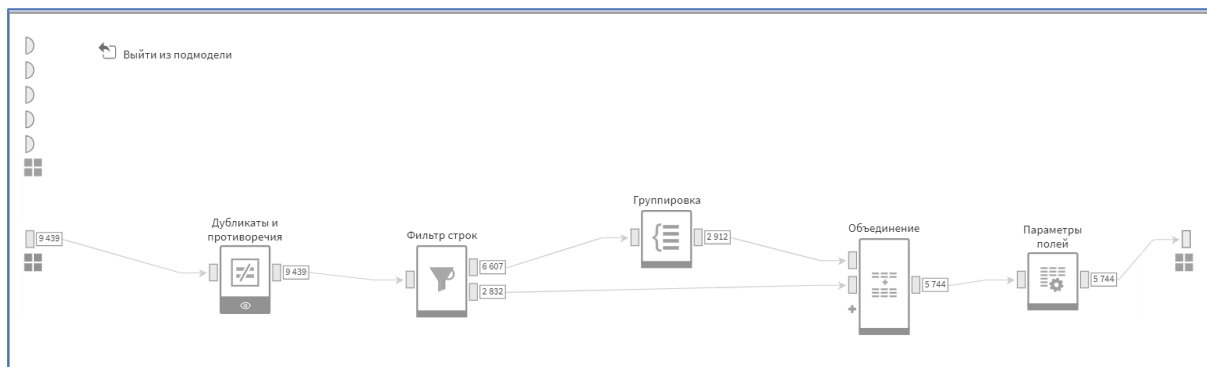 Выйти из подмодели
Группировка
Дубликаты и
противоречия
Фильтр строк
Объединение
Параметры
полей
9 439
9 439
6 607
2 832
2 912
5 744
5 744